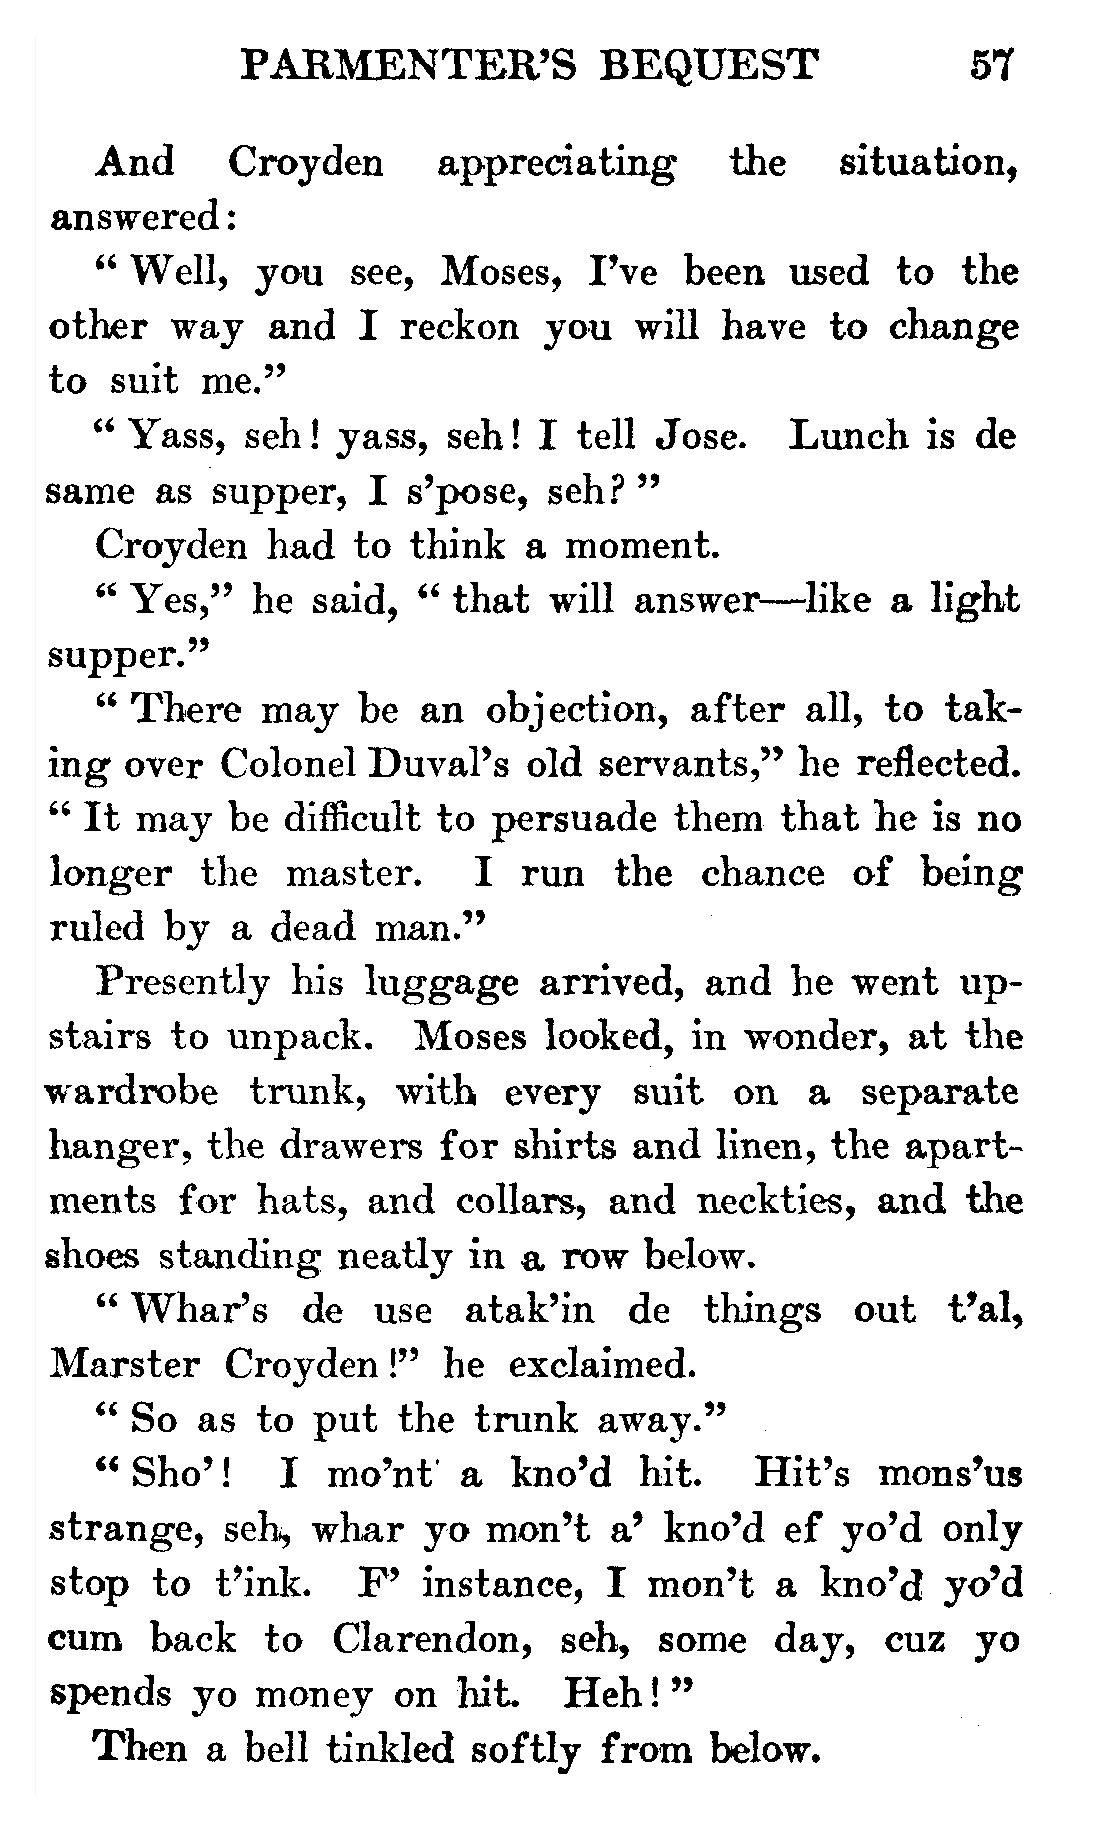 PARMENTER'S BEQUEST 57
And Croyden appreciating the situation,
answered:
" Well, you see, Moses, I've been used to the
other way and I reckon you will have to change
to suit me."
" Yass, seh! yass, seh! I tell Jose. Lunch is de
same as supper, I s'pose, seh? "
Croyden had to think a moment.
" Yes," he said, " that will answer—like a light
supper."
" There may be an objection, after all, to tak-
ing over Colonel Duval's old servants," he reflected.
" It may be difficult to persuade them that he is no
longer the master. I run the chance of being
ruled by a dead man."
Presently his luggage arrived, and he went up-
stairs to unpack. Moses looked, in wonder, at the
wardrobe trunk, with every suit on a separate
hanger, the drawers for shirts and linen, the apart-
ments for hats, and collars, and neckties, and the
shoes standing neatly in a row below.
" Whar's de use atak'in de things out t'al,
Marster Croyden !" he exclaimed.
" So as to put the trunk away."
" Sho'! I mo'nt' a kno'd hit. Hit's mons'us
strange, seh, whar yo mon't a' kno'd ef yo'd only
stop to t'ink. F' instance, I mon't a kno'd yo'd
cum back to Clarendon, seh, some day, cuz yo
spends yo money on hit. Heh! "
Then a bell tinkled softly from below.